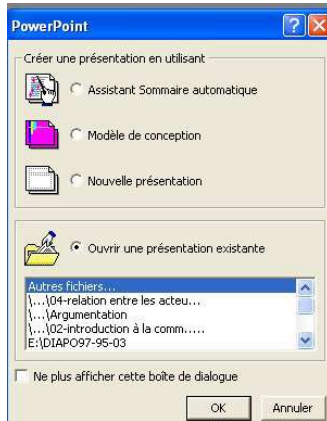 PowerPoint
Créer une présentation en utilisant
Assistant Sommaire automatique
Modèle de conception
Nouvelle présentation
Ouvrir une présentation existante
Autres fichiers...
\...\04-relation entre les acteu...
\...\Argumentation
\...\02-introduction à la comm.....
E:\DIAPO97-95-03
Ne plus afficher cette boîte de dialogue
OK Annuler